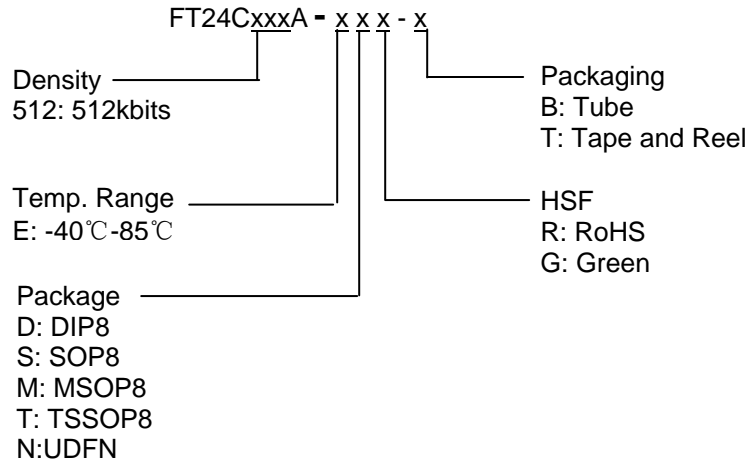 FT24CxxxA - x x x - x
Density
512: 512kbits
Packaging
B: Tube
T: Tape and Reel
Temp. Range
E: -40℃-85℃
HSF
R: RoHS
G: Green
Package
D: DIP8
S: SOP8
M: MSOP8
T: TSSOP8
N:UDFN